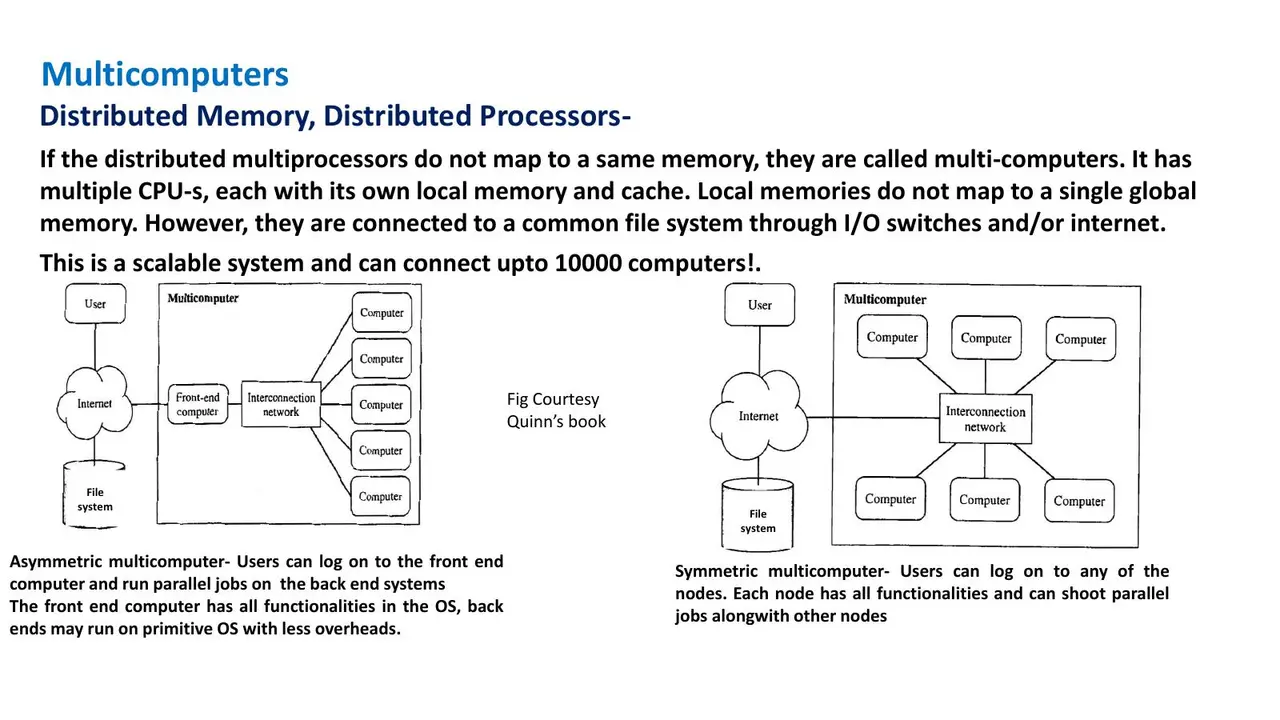 Multicomputers
Distributed Memory, Distributed Processors-
If the distributed multiprocessors do not map to a same memory, they are called multi-computers. It has
multiple CPU-s, each with its own local memory and cache. Local memories do not map to a single global
memory. However, they are connected to a common file system through I/O switches and/or internet.
This is a scalable system and can connect upto 10000 computers!.
User
Multicomputer
Computer
Computer
Internet
Front-end
computer
Interconnection
network
Computer
Computer
Computer
File
system
Fig Courtesy
Quinn's book
User
Multicomputer
Computer
Computer
Computer
Internet
Interconnection
network
Computer
Computer
Computer
File
system
Asymmetric multicomputer- Users can log on to the front end
computer and run parallel jobs on the back end systems
The front end computer has all functionalities in the OS, back
ends may run on primitive OS with less overheads.
Symmetric multicomputer- Users can log on to any of the
nodes. Each node has all functionalities and can shoot parallel
jobs alongwith other nodes